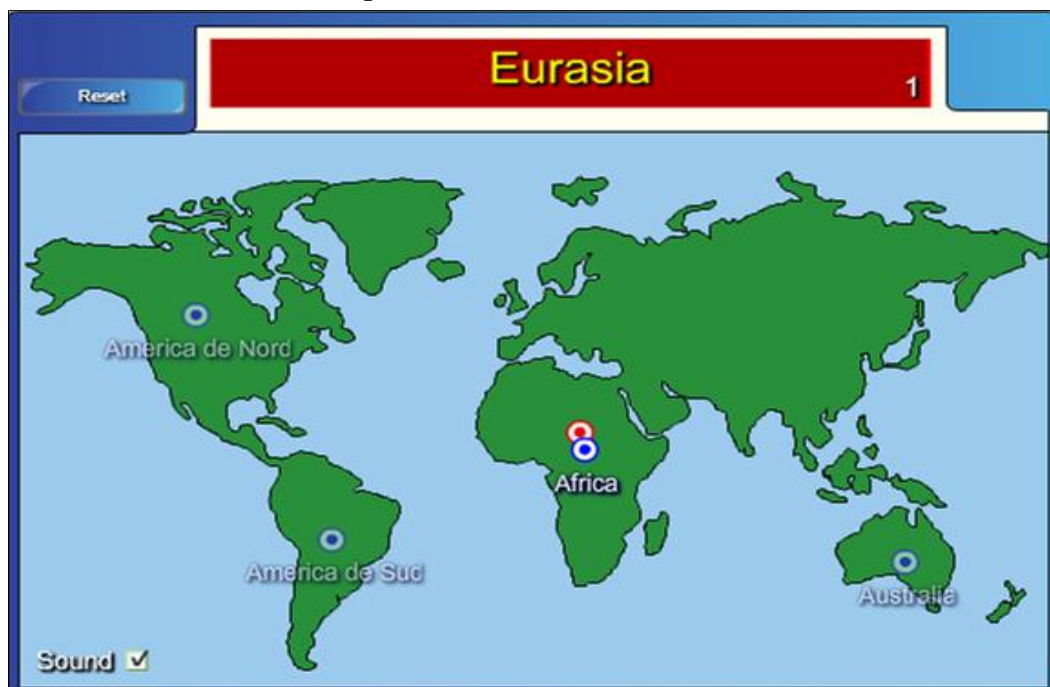 Eurasia
Reset
1
America de Nord
Africa
America de Sud
Australia
Sound